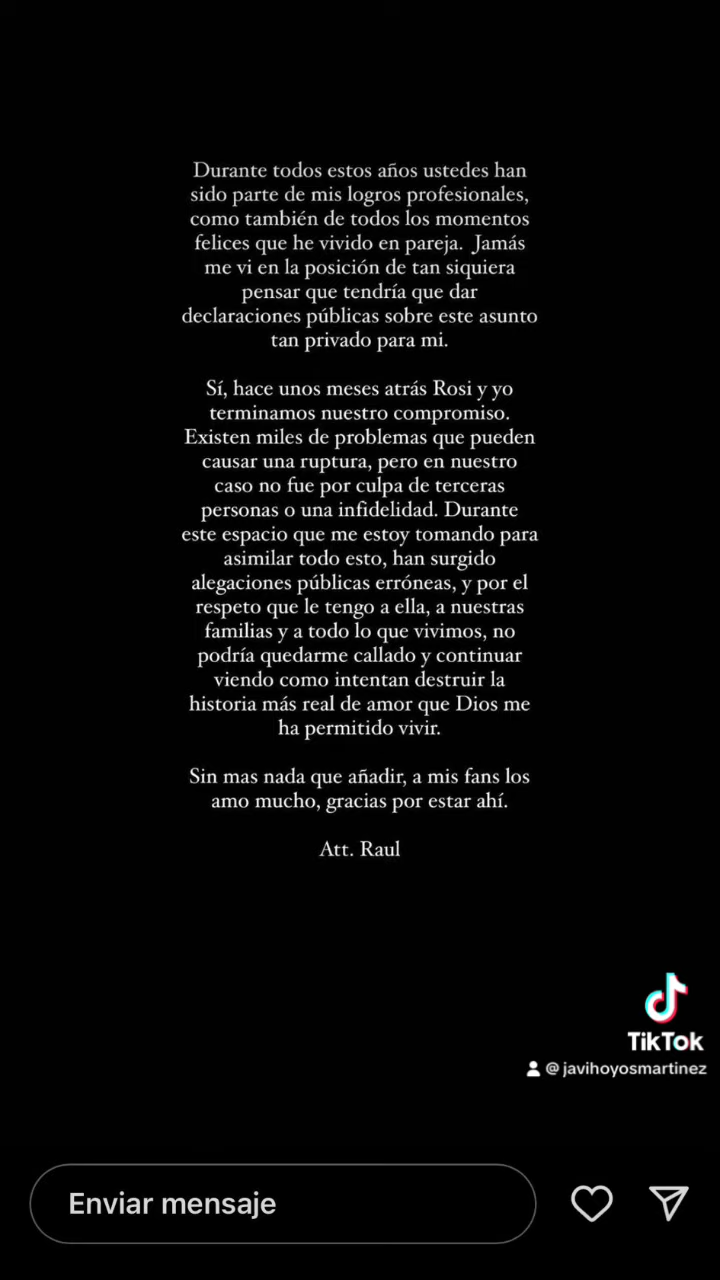 Durante todos estos años ustedes han
sido parte de mis logros profesionales,
como también de todos los momentos
felices que he vivido en pareja. Jamás
me vi en la posición de tan siquiera
pensar que tendría que dar
declaraciones públicas sobre este asunto
tan privado para mi.
Sí, hace unos meses atrás Rosi y yo
terminamos nuestro compromiso.
Existen miles de problemas que pueden
causar una ruptura, pero en nuestro
caso no fue por culpa de terceras
personas o una infidelidad. Durante
este espacio que me estoy tomando para
asimilar todo esto, han surgido
alegaciones públicas erróneas, y por el
respeto que le tengo a ella, a nuestras
familias y a todo lo que vivimos, no
podría quedarme callado y continuar
viendo como intentan destruir la
historia más real de amor que Dios me
ha permitido vivir.
Sin mas nada que añadir, a mis fans los
amo mucho, gracias por estar ahí.
Att. Raul
TikTok
@javihoyosmartinez
Enviar mensaje